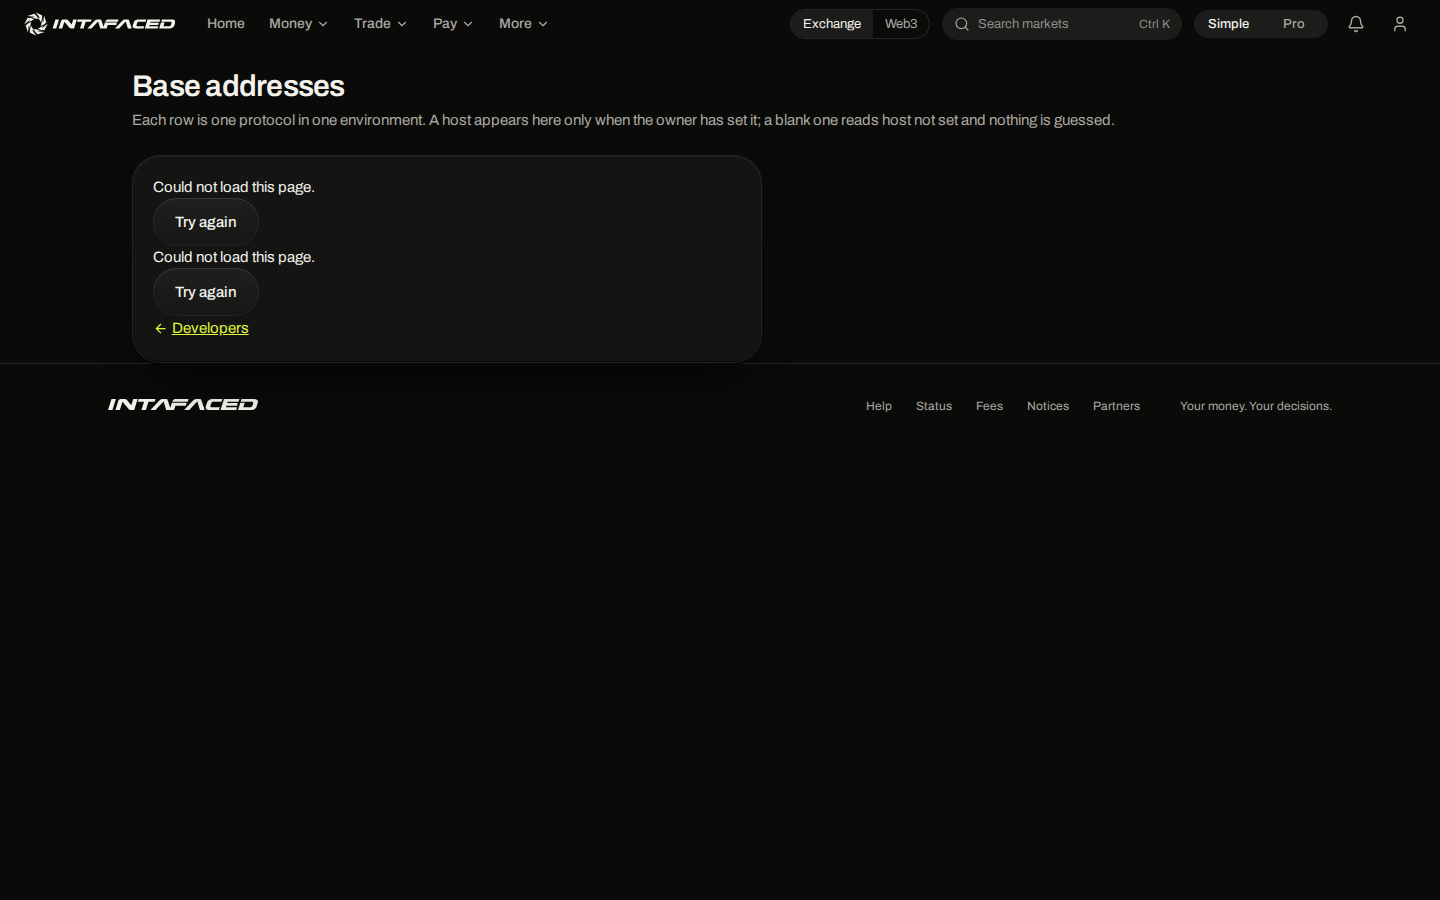 INTAFACED Home Money Trade Pay More Exchange Web3 Search markets Ctrl K Simple Pro
Base addresses
Each row is one protocol in one environment. A host appears here only when the owner has set it; a blank one reads host not set and nothing is guessed.
Could not load this page.
Try again
Could not load this page.
Try again
← Developers
INTAFACED Help Status Fees Notices Partners Your money. Your decisions.